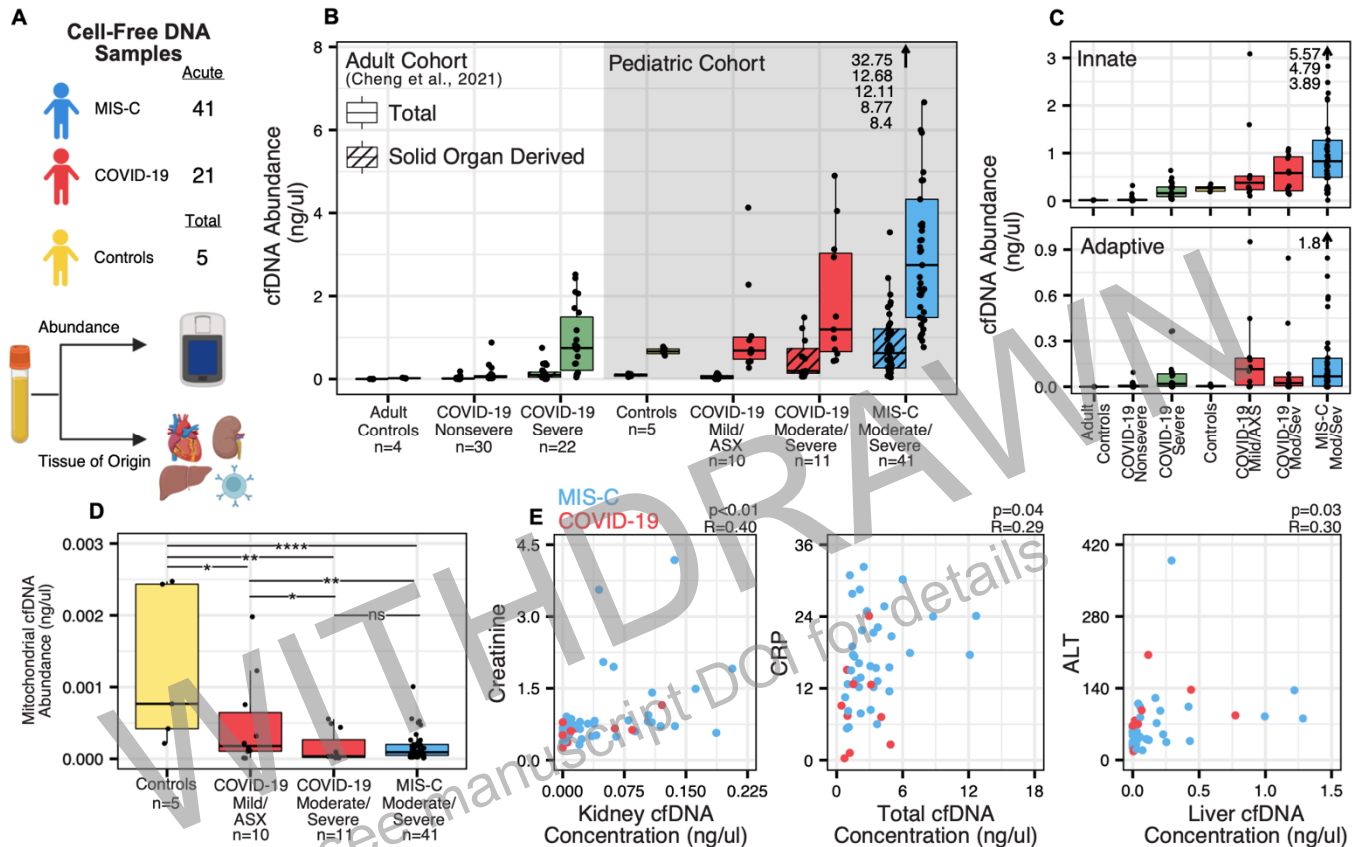 A
Cell-Free DNA
Samples
Acute
MIS-C 41
COVID-19 21
Total
Controls 5
Abundance
Tissue of Origin
B
cfDNA Abundance
(ng/ul)
8
6
4
2
0
Adult Cohort
(Cheng et al., 2021)
Total
Solid Organ Derived
Pediatric Cohort
32.75
12.68
12.11
8.77
8.4
Adult
Controls
n=4
COVID-19
Nonsevere
n=30
COVID-19
Severe
n=22
Controls
n=5
COVID-19
Mild/
ASX
n=10
COVID-19
Moderate/
Severe
n=11
MIS-C
Moderate/
Severe
n=41
C
cfDNA Abundance
(ng/ul)
Innate
5.57
4.79
3.89
3
2
1
0
Adaptive
1.8
0.9
0.6
0.3
0.0
Adult
Controls
COVID-19
Nonsevere
COVID-19
Severe
Controls
COVID-19
Mild/AXS
COVID-19
Mod/Sev
MIS-C
Mod/Sev
D
Mitochondrial cfDNA
Abundance (ng/ul)
0.003
0.002
0.001
0.000
****
**
*
**
*
ns
Controls
n=5
COVID-19
Mild/
ASX
n=10
COVID-19
Moderate/
Severe
n=11
MIS-C
Moderate/
Severe
n=41
E
MIS-C
COVID-19
p<0.01
R=0.40
Creatinine
4.5
3.0
1.5
0.0
0.000 0.075 0.150 0.225
Kidney cfDNA
Concentration (ng/ul)
p=0.04
R=0.29
CRP
36
24
12
0
0 6 12 18
Total cfDNA
Concentration (ng/ul)
p=0.03
R=0.30
ALT
420
280
140
0
0.0 0.5 1.0 1.5
Liver cfDNA
Concentration (ng/ul)
WITHDRAWN
see manuscript DOI for details